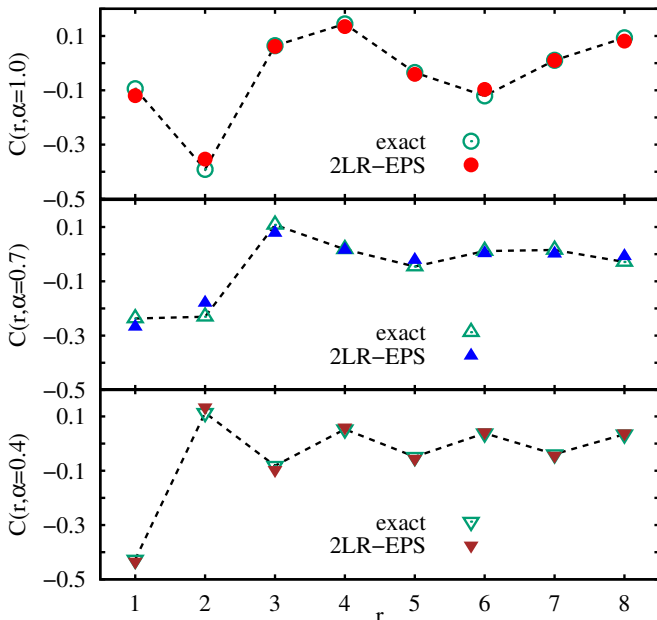 C(r,α=1.0)
0.1
−0.1
−0.3
−0.5
exact
2LR−EPS
C(r,α=0.7)
0.1
−0.1
−0.3
−0.5
exact
2LR−EPS
C(r,α=0.4)
0.1
−0.1
−0.3
−0.5
exact
2LR−EPS
1 2 3 4 5 6 7 8
r